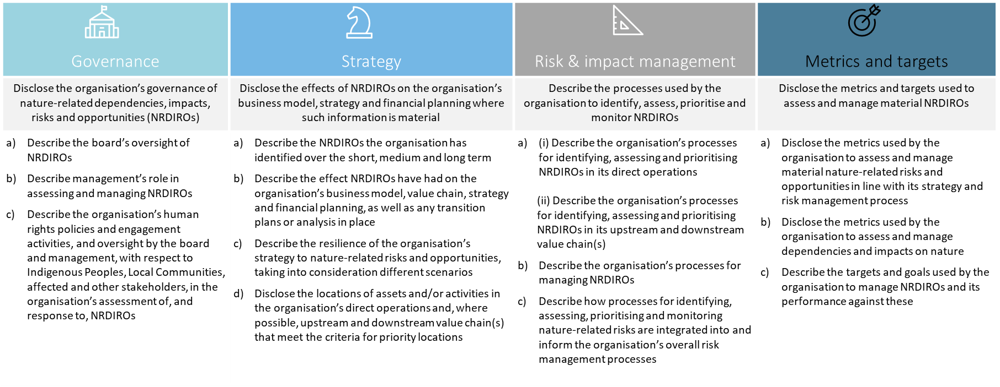 Governance
Disclose the organisation's governance of
nature-related dependencies, impacts,
risks and opportunities (NRDIROs)
a) Describe the board's oversight of
NRDIROs
b) Describe management's role in
assessing and managing NRDIROs
c) Describe the organisation's human
rights policies and engagement
activities, and oversight by the board
and management, with respect to
Indigenous Peoples, Local Communities,
affected and other stakeholders, in the
organisation's assessment of, and
response to, NRDIROs
Strategy
Disclose the effects of NRDIROs on the organisation's
business model, strategy and financial planning where
such information is material
a) Describe the NRDIROs the organisation has
identified over the short, medium and long term
b) Describe the effect NRDIROs have had on the
organisation's business model, value chain, strategy
and financial planning, as well as any transition
plans or analysis in place
c) Describe the resilience of the organisation's
strategy to nature-related risks and opportunities,
taking into consideration different scenarios
d) Disclose the locations of assets and/or activities in
the organisation's direct operations and, where
possible, upstream and downstream value chain(s)
that meet the criteria for priority locations
Risk & impact management
Describe the processes used by the
organisation to identify, assess, prioritise and
monitor NRDIROs
a) (i) Describe the organisation's processes
for identifying, assessing and prioritising
NRDIROs in its direct operations
(ii) Describe the organisation's processes
for identifying, assessing and prioritising
NRDIROs in its upstream and downstream
value chain(s)
b) Describe the organisation's processes for
managing NRDIROs
c) Describe how processes for identifying,
assessing, prioritising and monitoring
nature-related risks are integrated into and
inform the organisation's overall risk
management processes
Metrics and targets
Disclose the metrics and targets used to
assess and manage material NRDIROs
a) Disclose the metrics used by the
organisation to assess and manage
material nature-related risks and
opportunities in line with its strategy and
risk management process
b) Disclose the metrics used by the
organisation to assess and manage
dependencies and impacts on nature
c) Describe the targets and goals used by the
organisation to manage NRDIROs and its
performance against these